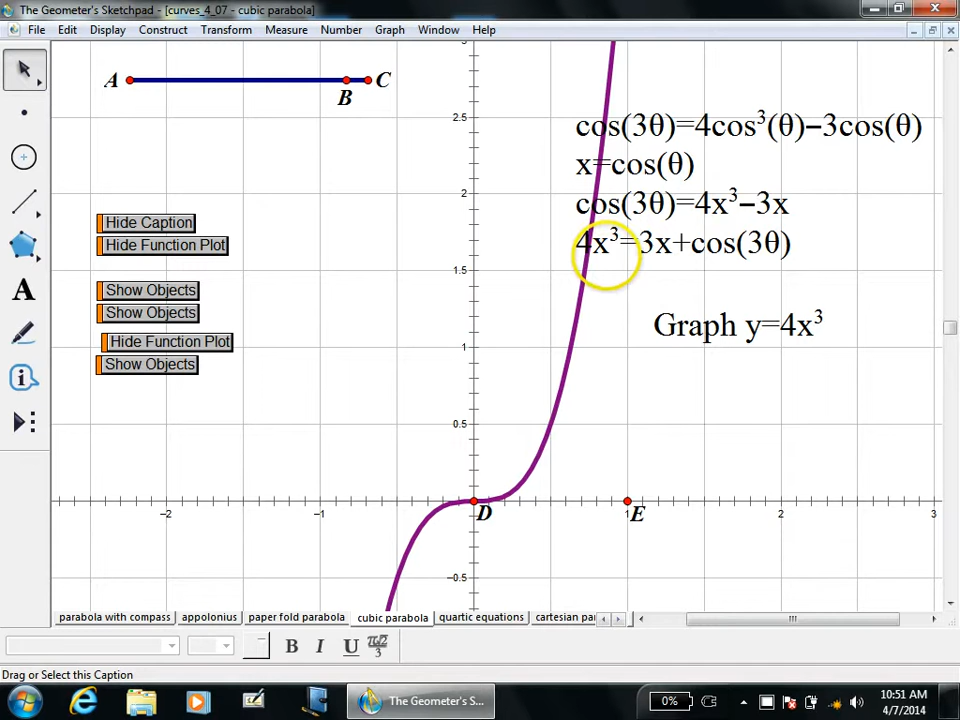 The Geometer's Sketchpad - [curves_4_07 - cubic parabola]
File Edit Display Construct Transform Measure Number Graph Window Help
A B C
cos(3θ)=4cos³(θ)−3cos(θ)
x=cos(θ)
cos(3θ)=4x³−3x
4x³=3x+cos(3θ)
Graph y=4x³
Hide Caption
Hide Function Plot
Show Objects
Show Objects
Hide Function Plot
Show Objects
A
2.5
2
1.5
1
0.5
−0.5
−2 −1 1 2 3
D E
parabola with compass appolonius paper fold parabola cubic parabola quartic equations cartesian pa
B I U
Drag or Select this Caption
The Geometer's S...
0%
10:51 AM
4/7/2014